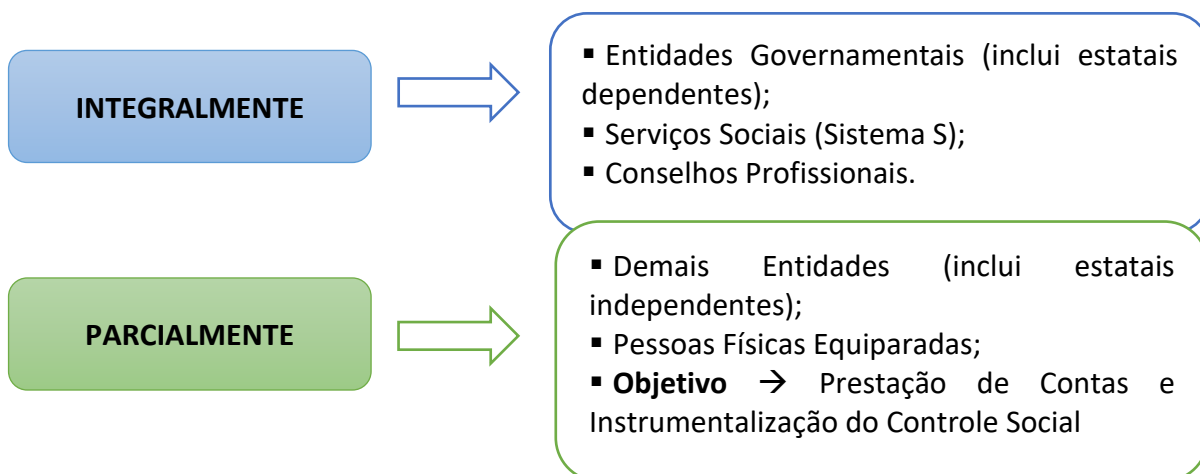 INTEGRALMENTE
▪ Entidades Governamentais (inclui estatais
dependentes);
▪ Serviços Sociais (Sistema S);
▪ Conselhos Profissionais.
PARCIALMENTE
▪ Demais Entidades (inclui estatais
independentes);
▪ Pessoas Físicas Equiparadas;
▪ Objetivo → Prestação de Contas e
Instrumentalização do Controle Social